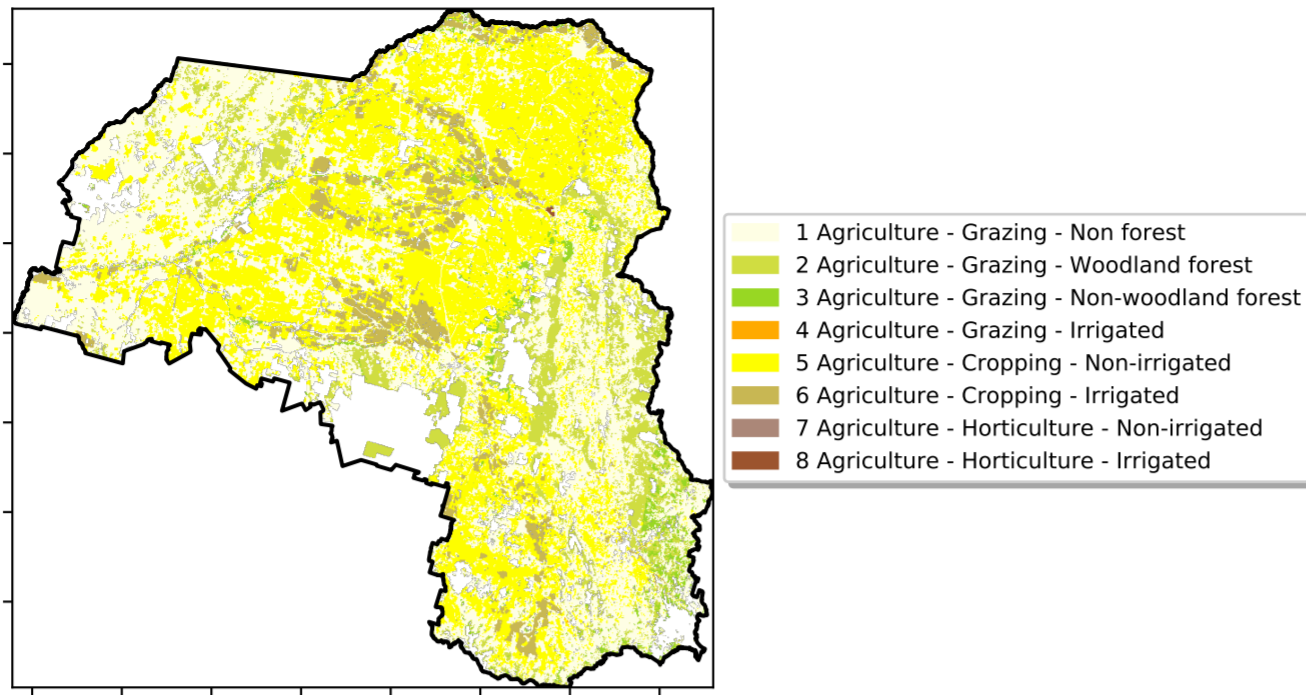 1 Agriculture - Grazing - Non forest
2 Agriculture - Grazing - Woodland forest
3 Agriculture - Grazing - Non-woodland forest
4 Agriculture - Grazing - Irrigated
5 Agriculture - Cropping - Non-irrigated
6 Agriculture - Cropping - Irrigated
7 Agriculture - Horticulture - Non-irrigated
8 Agriculture - Horticulture - Irrigated